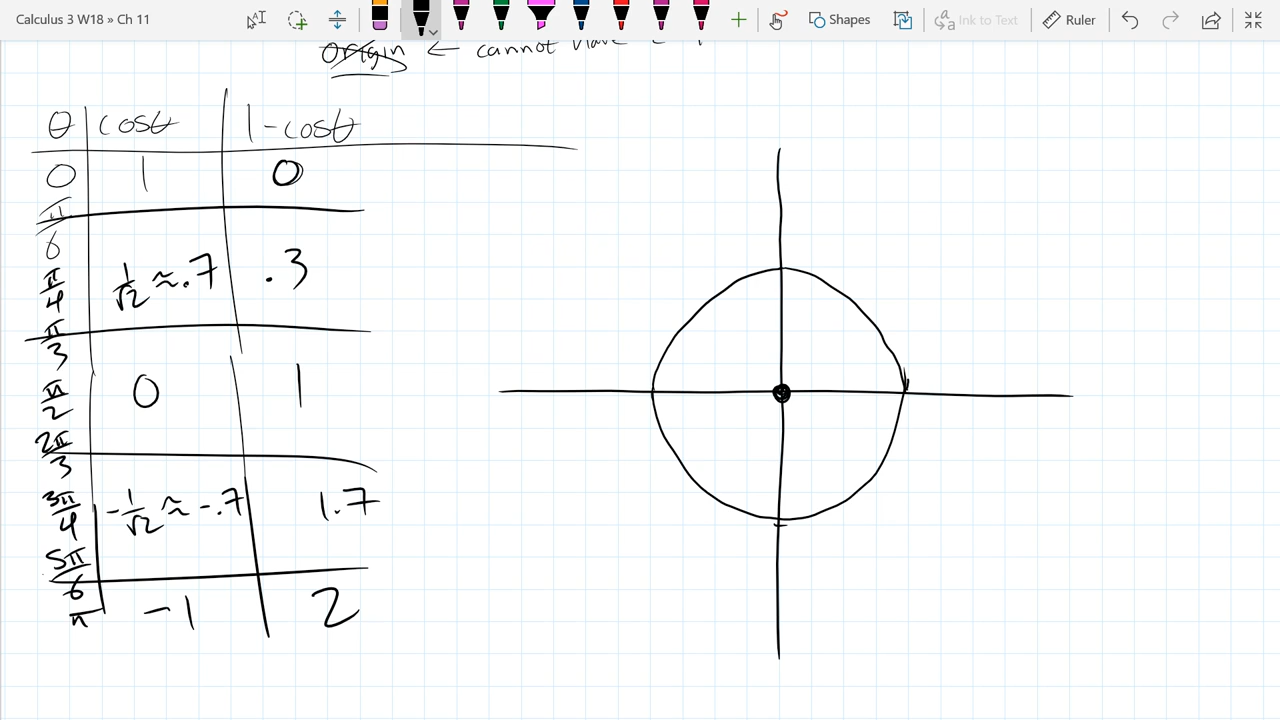 Calculus 3 W18 » Ch 11
Shapes
Ink to Text
Ruler
Origin ← cannot have
θ cosθ 1-cosθ
0 1 0
π/6
π/4 1/√2 ≈ .7 .3
π/3
π/2 0 1
2π/3
3π/4 -1/√2 ≈ -.7 1.7
5π/6
π -1 2